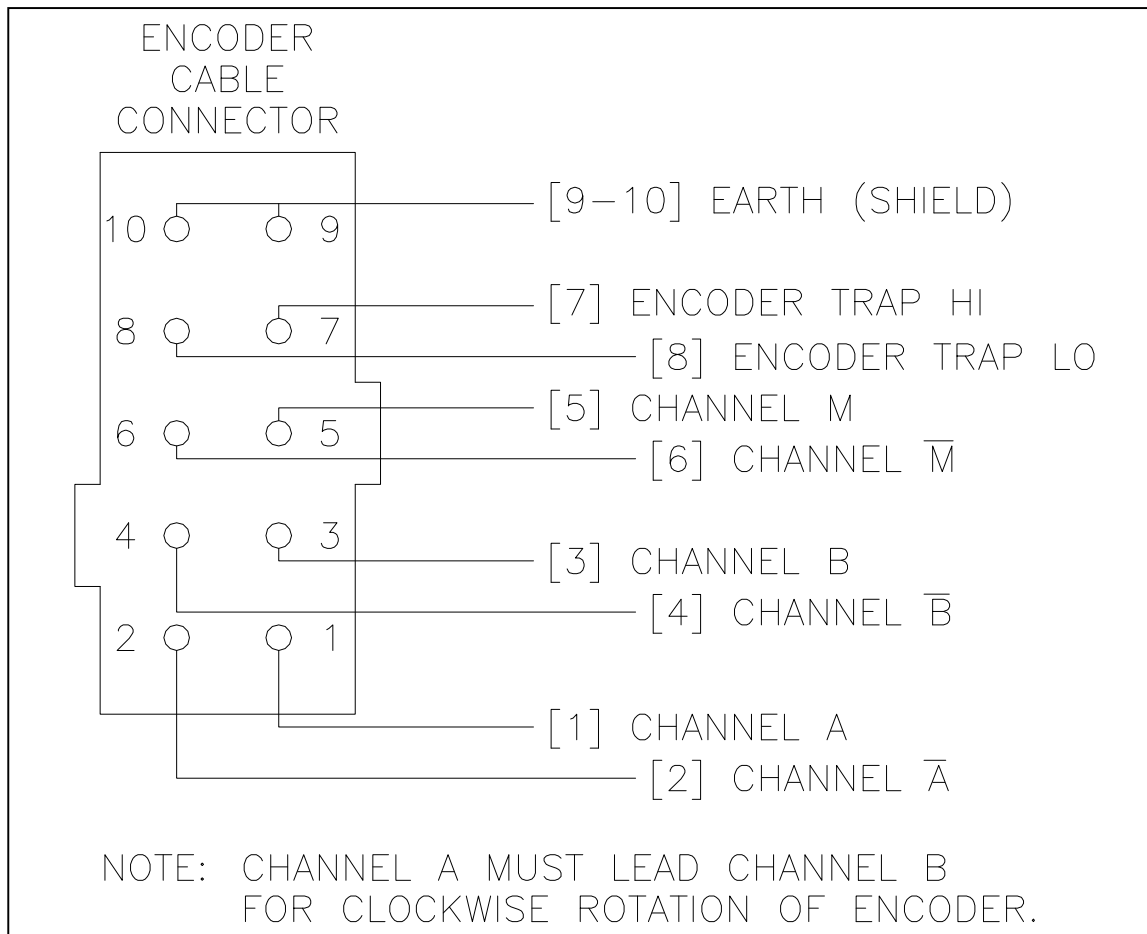 ENCODER
CABLE
CONNECTOR
10 9 [9-10] EARTH (SHIELD)
[7] ENCODER TRAP HI
8 7
[8] ENCODER TRAP LO
[5] CHANNEL M
6 5
[6] CHANNEL M̅
4 3
[3] CHANNEL B
[4] CHANNEL B̅
2 1
[1] CHANNEL A
[2] CHANNEL A̅
NOTE: CHANNEL A MUST LEAD CHANNEL B
FOR CLOCKWISE ROTATION OF ENCODER.